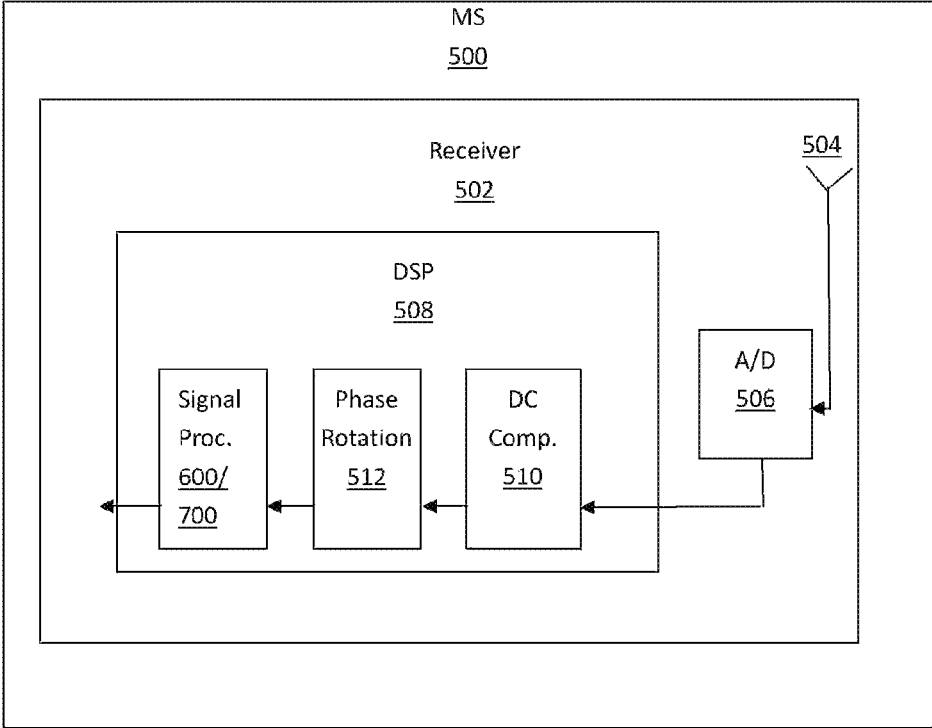 MS
500
Receiver
502
504
DSP
508
A/D
506
Signal
Proc.
600/
700
Phase
Rotation
512
DC
Comp.
510